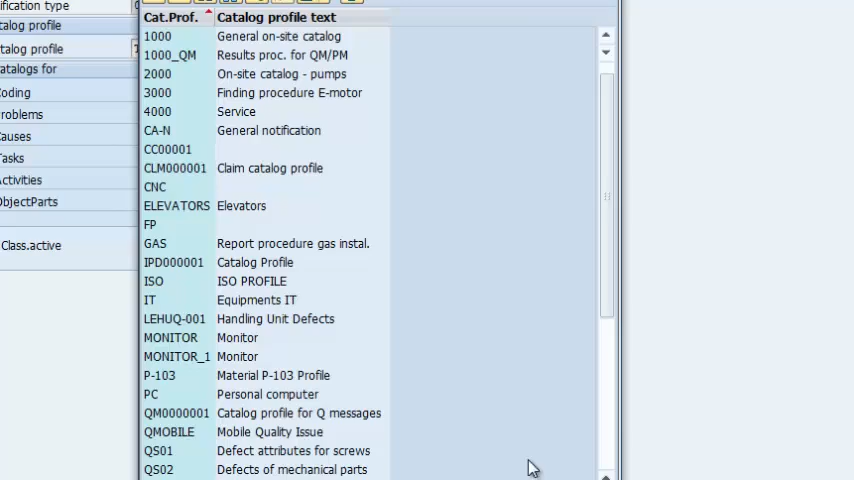 ification type
Cat.Prof. Catalog profile text
atalog profile
1000 General on-site catalog
atalog profile
1000_QM Results proc. for QM/PM
atalogs for
2000 On-site catalog - pumps
Coding
3000 Finding procedure E-motor
roblems
4000 Service
auses
CA-N General notification
Tasks
CC00001
CLM000001 Claim catalog profile
Activities
CNC
ObjectParts
ELEVATORS Elevators
FP
Class.active
GAS Report procedure gas instal.
IPD000001 Catalog Profile
ISO ISO PROFILE
IT Equipments IT
LEHUQ-001 Handling Unit Defects
MONITOR Monitor
MONITOR_1 Monitor
P-103 Material P-103 Profile
PC Personal computer
QM0000001 Catalog profile for Q messages
QMOBILE Mobile Quality Issue
QS01 Defect attributes for screws
QS02 Defects of mechanical parts